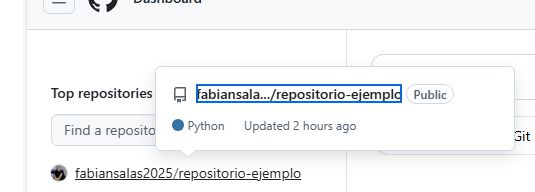 Dashboard
fabiansala.../repositorio-ejemplo Public
Python Updated 2 hours ago
Top repositories
Find a reposito
Git
fabiansalas2025/repositorio-ejemplo